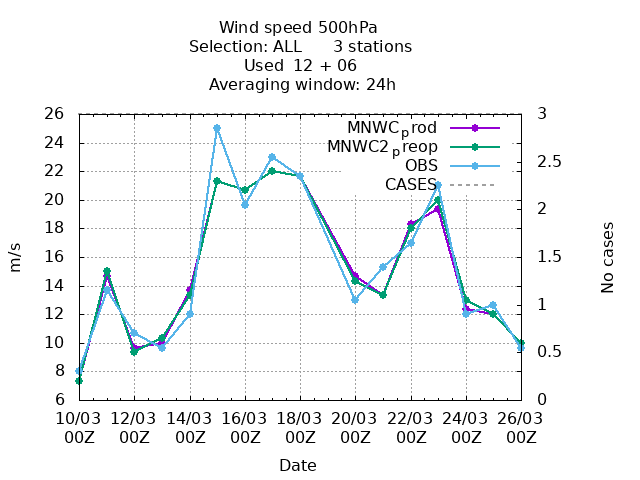 Wind speed 500hPa
Selection: ALL 3 stations
Used 12 + 06
Averaging window: 24h
m/s
26
24
22
20
18
16
14
12
10
8
6
MNWCprod
MNWC2preop
OBS
CASES
3
2.5
2
1.5
1
0.5
0
No cases
10/03 12/03 14/03 16/03 18/03 20/03 22/03 24/03 26/03
00Z 00Z 00Z 00Z 00Z 00Z 00Z 00Z 00Z
Date